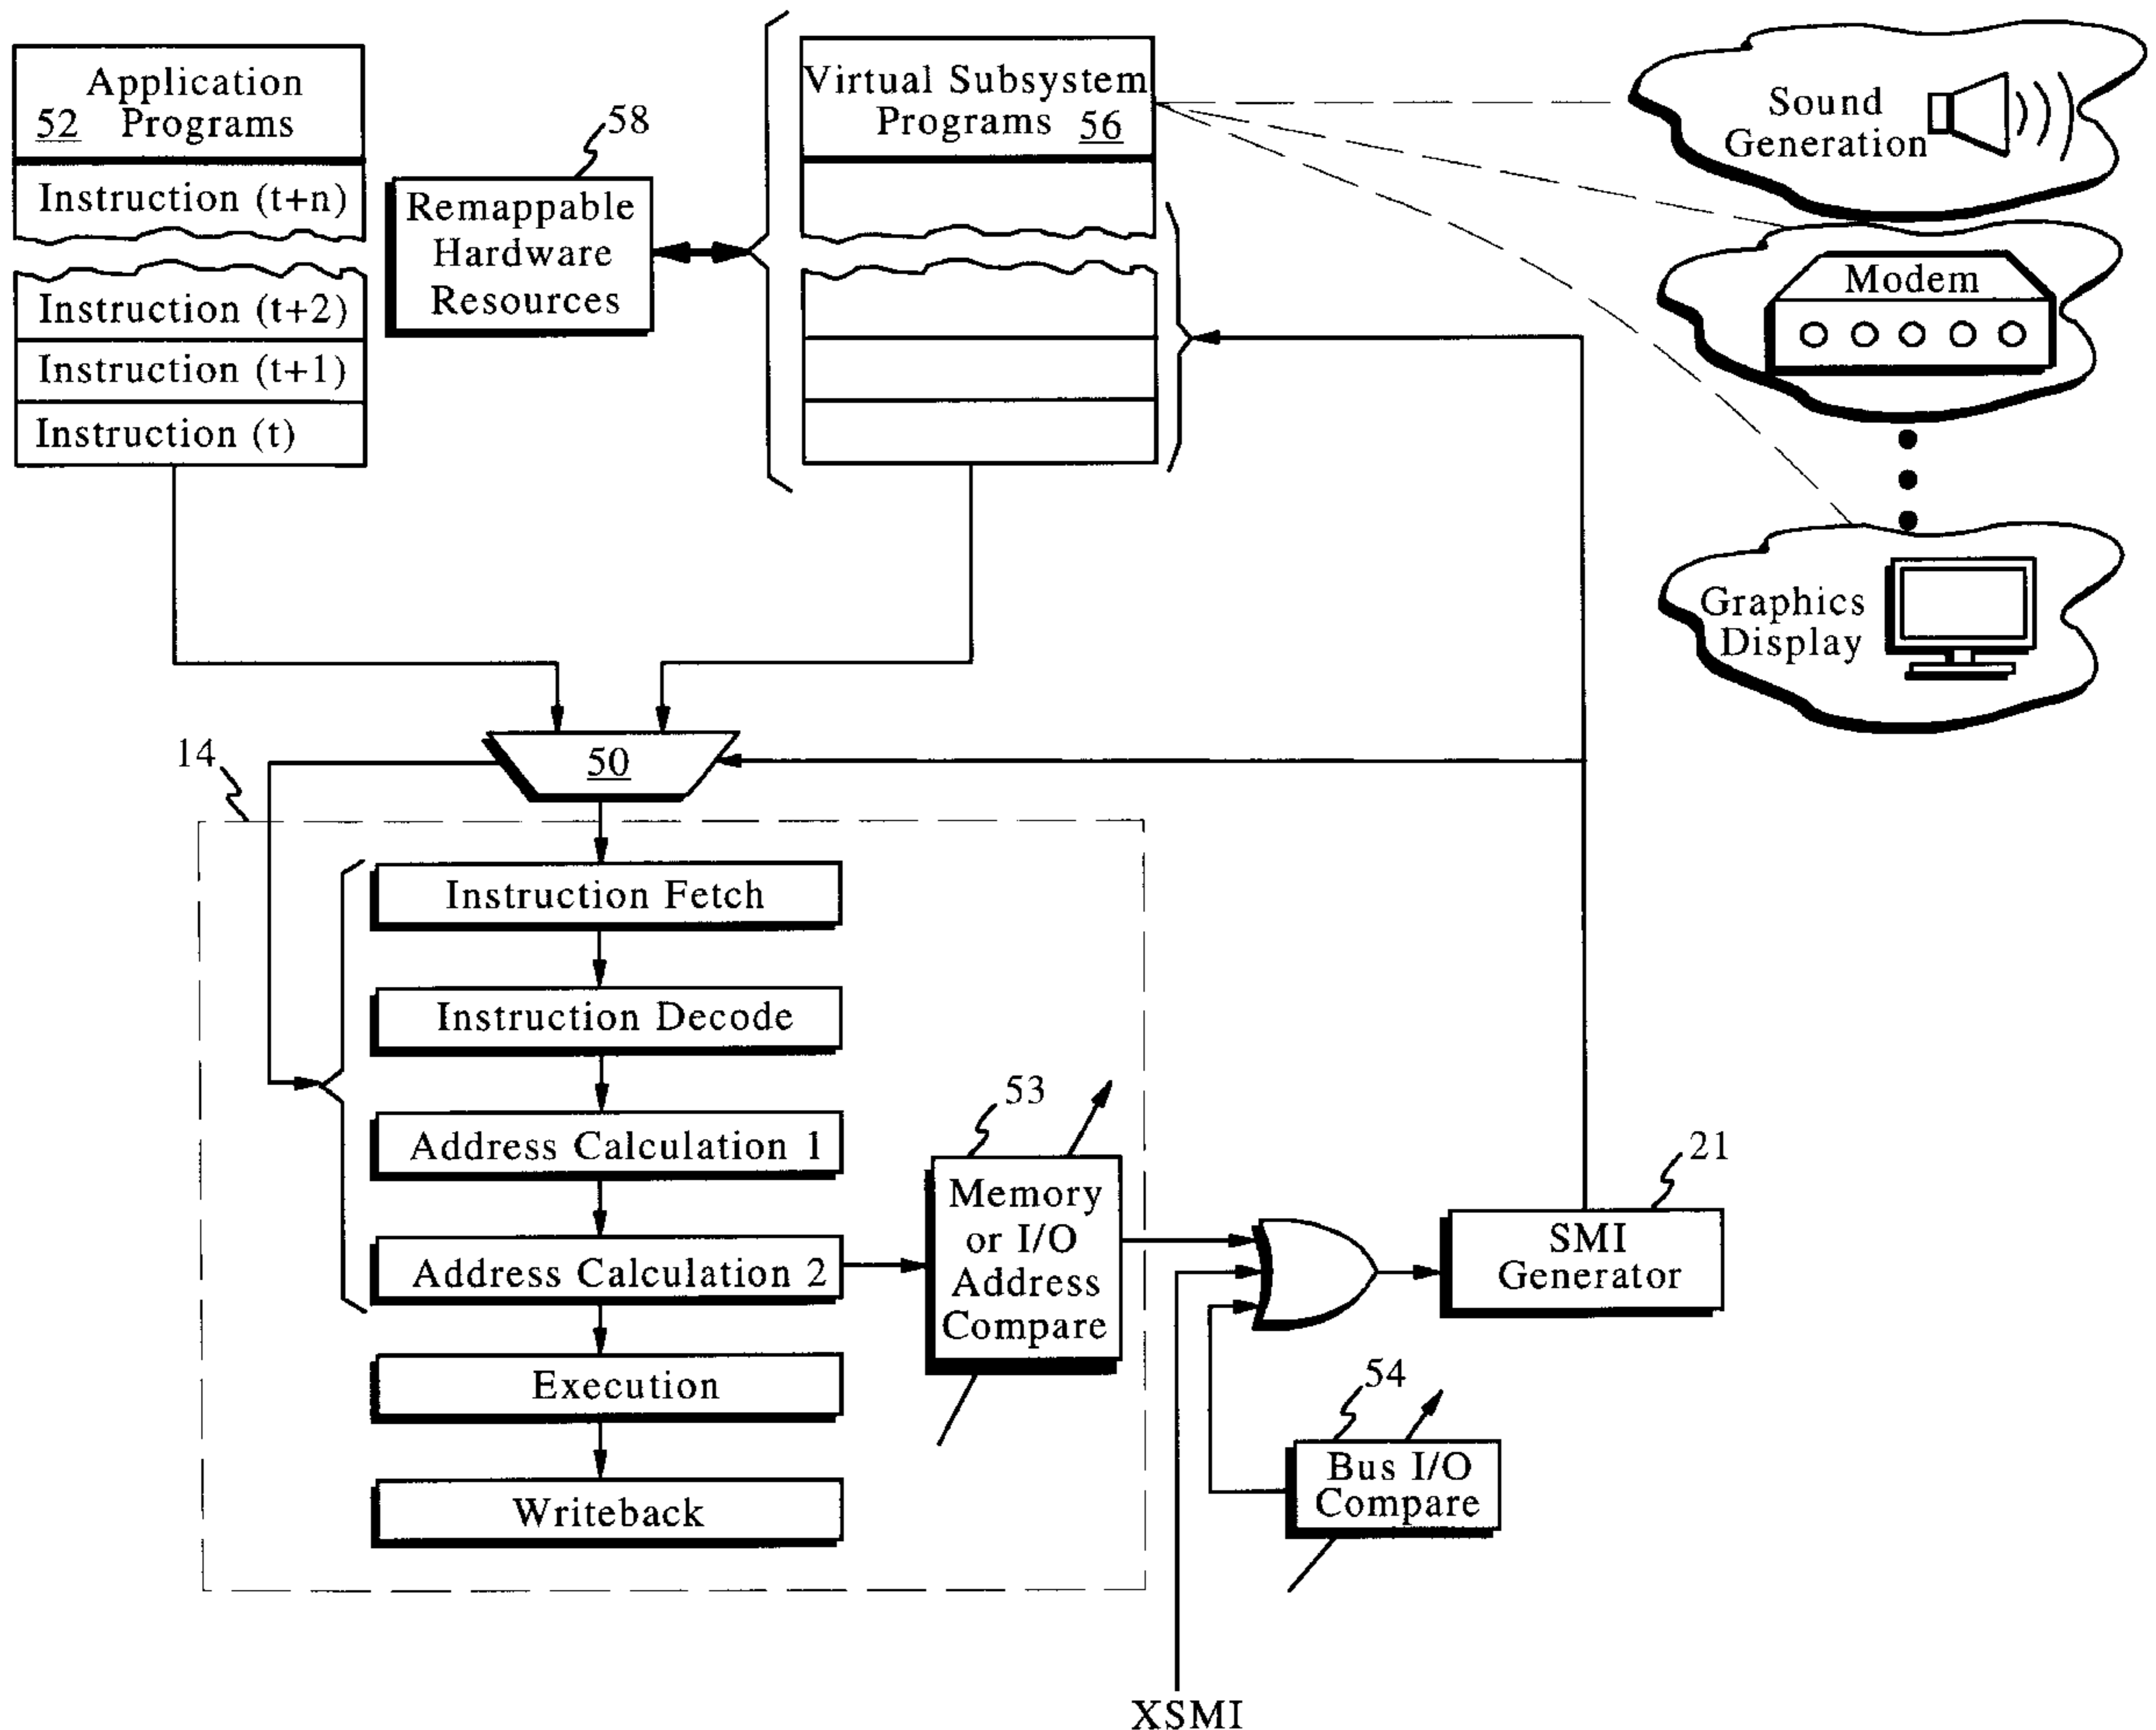 Application
52 Programs
Instruction (t+n)
Instruction (t+2)
Instruction (t+1)
Instruction (t)
58
Remappable
Hardware
Resources
Virtual Subsystem
Programs 56
Sound
Generation
Modem
Graphics
Display
14
50
Instruction Fetch
Instruction Decode
Address Calculation 1
Address Calculation 2
Execution
Writeback
53
Memory
or I/O
Address
Compare
21
SMI
Generator
54
Bus I/O
Compare
XSMI